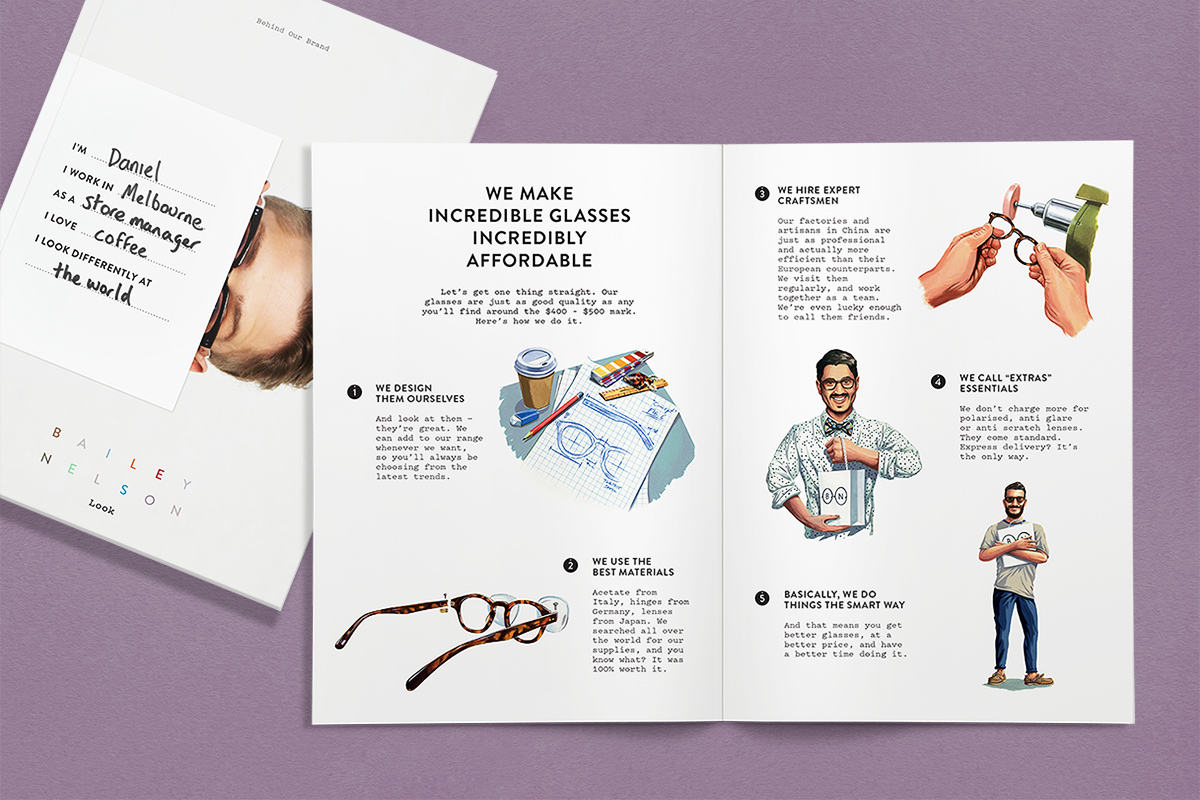 Behind Our Brand
I'M Daniel
I WORK IN Melbourne
AS A store manager
I LOVE coffee
I LOOK DIFFERENTLY AT
the world
BAILEY
NELSON
Look
WE MAKE
INCREDIBLE GLASSES
INCREDIBLY
AFFORDABLE
Let's get one thing straight. Our
glasses are just as good quality as any
you'll find around the $400 - $500 mark.
Here's how we do it.
1 WE DESIGN
THEM OURSELVES
And look at them –
they're great. We
can add to our range
whenever we want,
so you'll always be
choosing from the
latest trends.
2 WE USE THE
BEST MATERIALS
Acetate from
Italy, hinges from
Germany, lenses
from Japan. We
searched all over
the world for our
supplies, and you
know what? It was
100% worth it.
3 WE HIRE EXPERT
CRAFTSMEN
Our factories and
artisans in China are
just as professional
and actually more
efficient than their
European counterparts.
We visit them
regularly, and work
together as a team.
We're even lucky enough
to call them friends.
B N
4 WE CALL “EXTRAS”
ESSENTIALS
We don't charge more for
polarised, anti glare
or anti scratch lenses.
They come standard.
Express delivery? It's
the only way.
5 BASICALLY, WE DO
THINGS THE SMART WAY
And that means you get
better glasses, at a
better price, and have
a better time doing it.